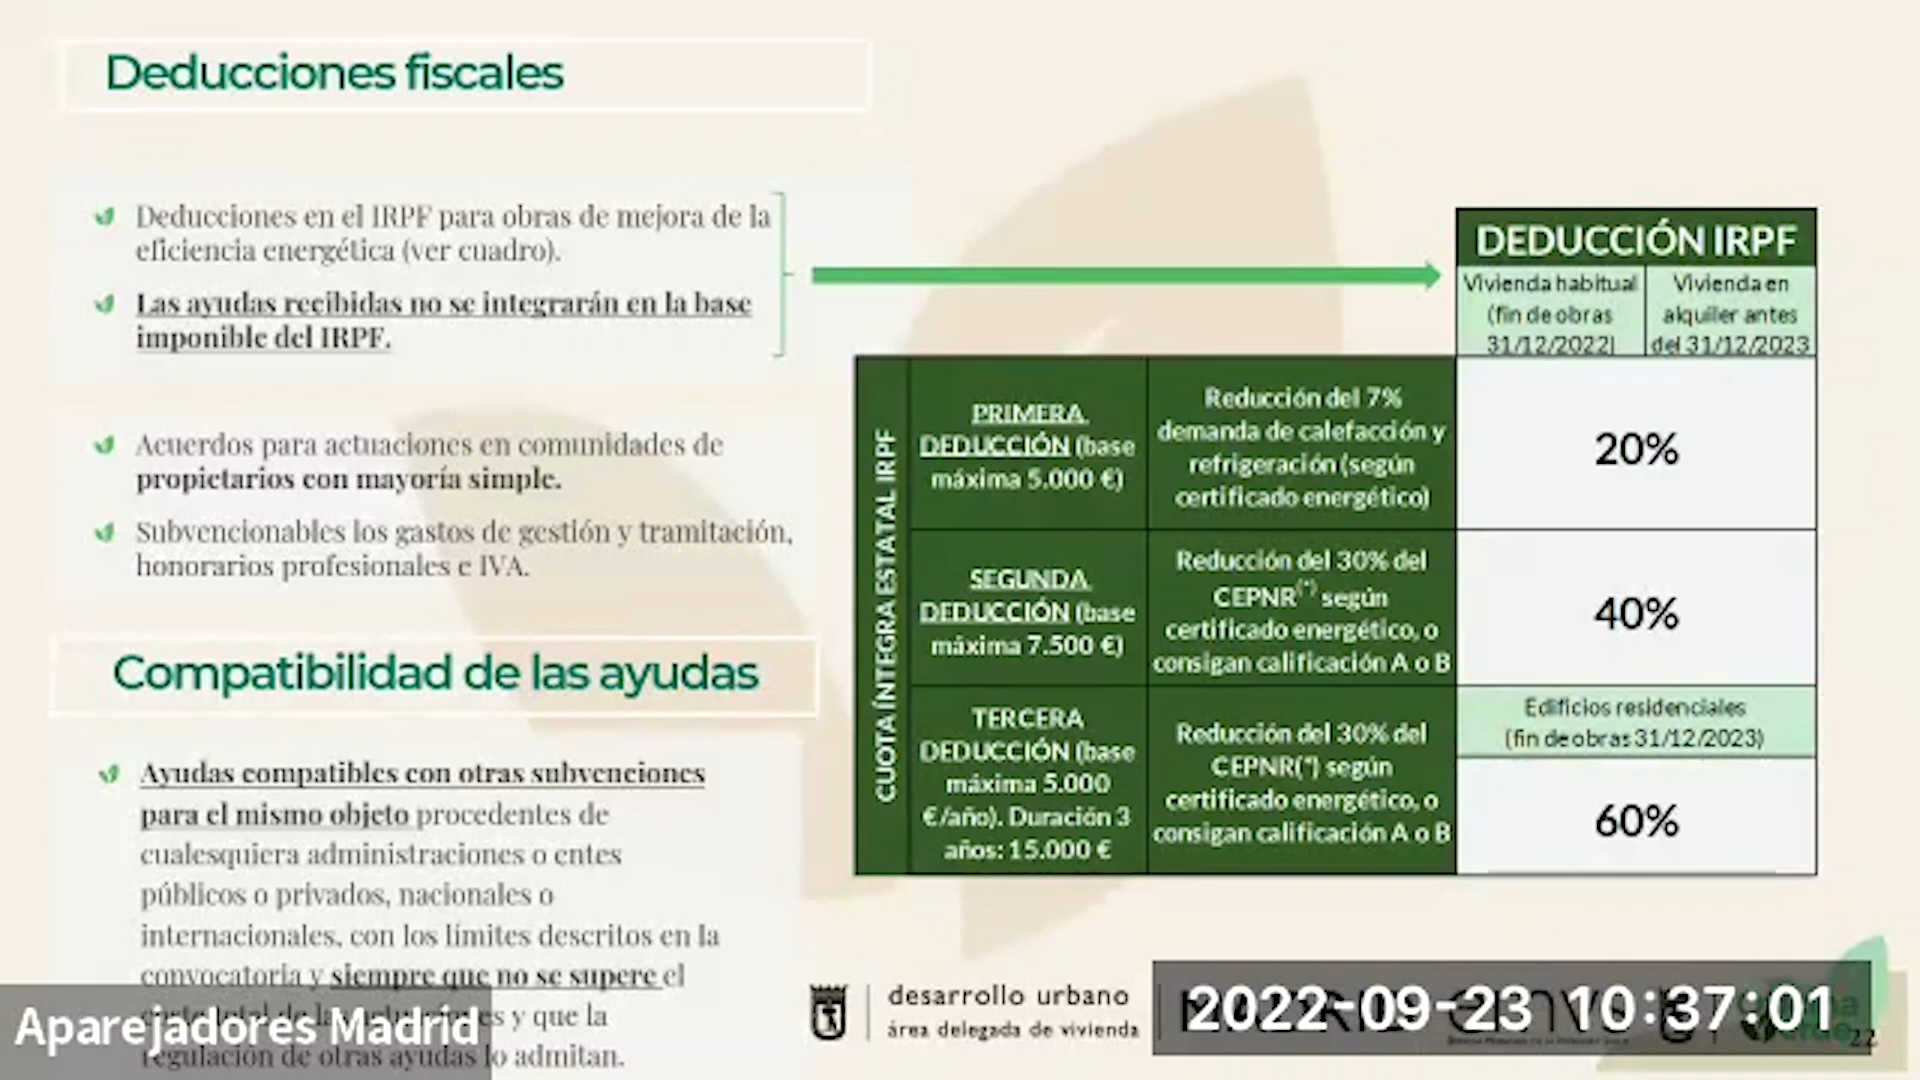 Deducciones fiscales
Deducciones en el IRPF para obras de mejora de la
eficiencia energética (ver cuadro).
Las ayudas recibidas no se integrarán en la base
imponible del IRPF.
Acuerdos para actuaciones en comunidades de
propietarios con mayoría simple.
Subvencionables los gastos de gestión y tramitación,
honorarios profesionales e IVA.
Compatibilidad de las ayudas
Ayudas compatibles con otras subvenciones
para el mismo objeto procedentes de
cualesquiera administraciones o entes
públicos o privados, nacionales o
internacionales, con los límites descritos en la
convocatoria y siempre que no se supere el
y que la
regulación de otras ayudas lo admitan.
DEDUCCIÓN IRPF
Vivienda habitual
(fin de obras
31/12/2022)
Vivienda en
alquiler antes
del 31/12/2023
CUOTA ÍNTEGRA ESTATAL IRPF
PRIMERA
DEDUCCIÓN (base
máxima 5.000 €)
Reducción del 7%
demanda de calefacción y
refrigeración (según
certificado energético)
20%
SEGUNDA
DEDUCCIÓN (base
máxima 7.500 €)
Reducción del 30% del
CEPNR(*) según
certificado energético, o
consigan calificación A o B
40%
TERCERA
DEDUCCIÓN (base
máxima 5.000
€/año). Duración 3
años: 15.000 €
Reducción del 30% del
CEPNR(*) según
certificado energético, o
consigan calificación A o B
Edificios residenciales
(fin de obras 31/12/2023)
60%
desarrollo urbano
área delegada de vivienda
22
Aparejadores Madrid
2022-09-23 10:37:01